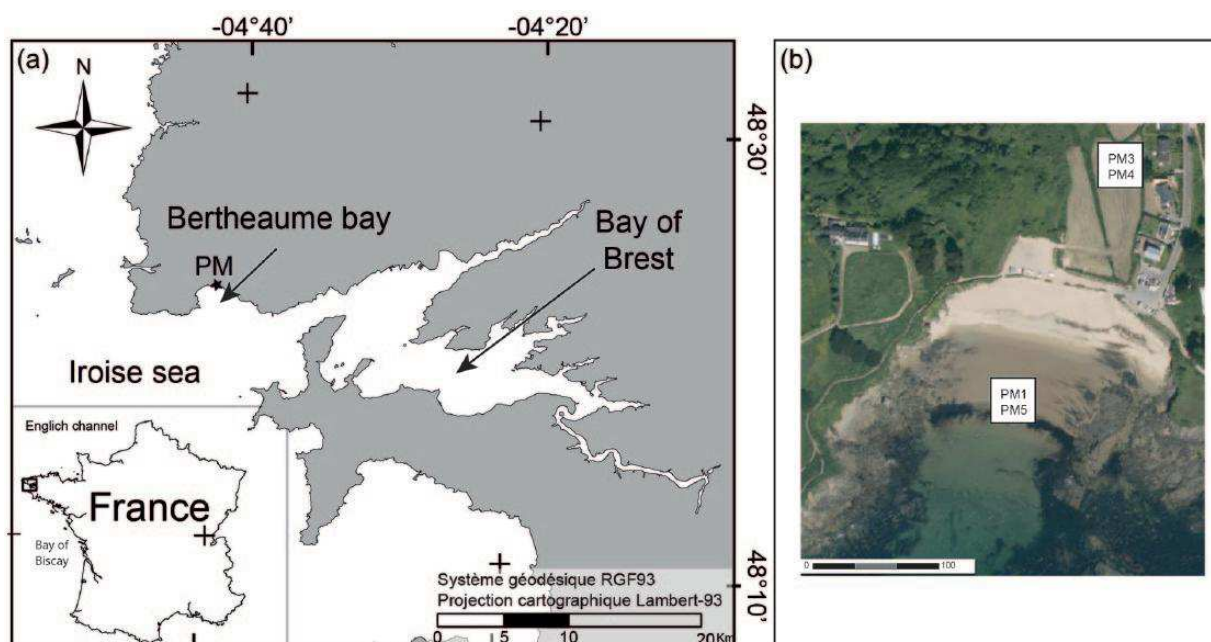 -04°40'
-04°20'
(a)
N
48°30'
Bertheaume bay
Bay of
Brest
PM
Iroise sea
Englich channel
France
Bay of
Biscay
48°10'
Système géodésique RGF93
Projection cartographique Lambert-93
0 5 10 20Km
(b)
PM3
PM4
PM1
PM5
0 100